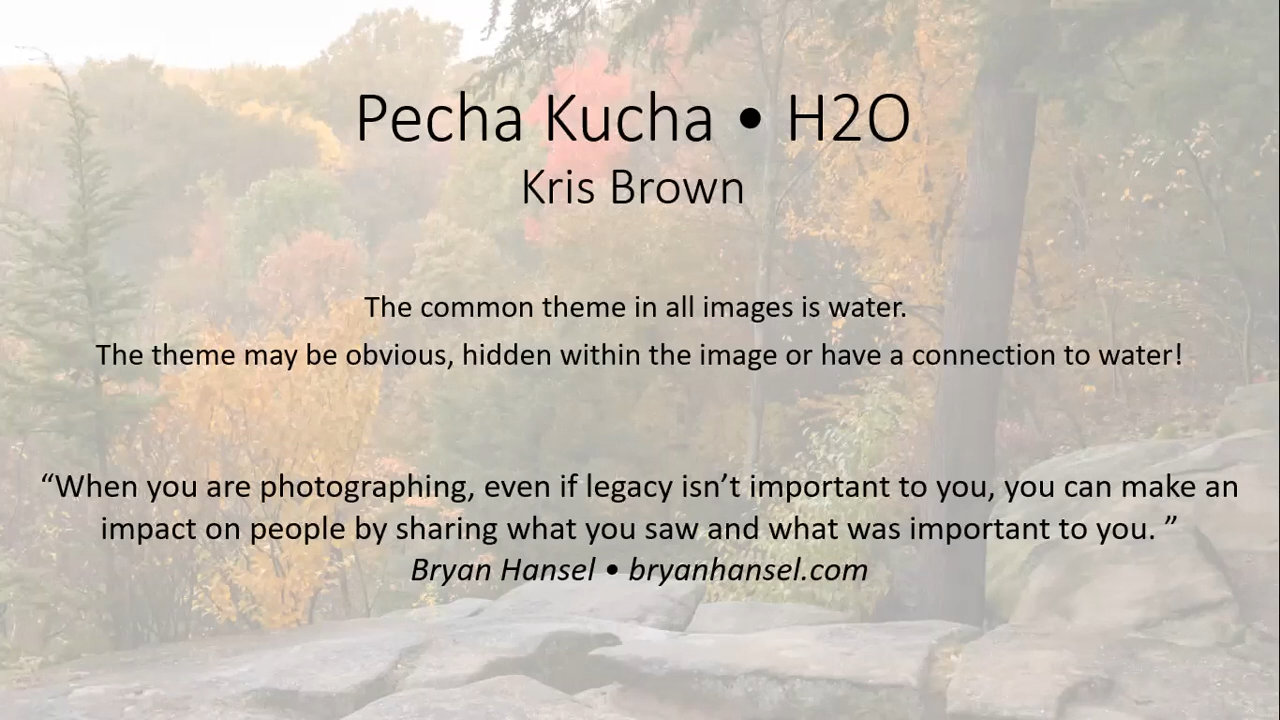 Pecha Kucha • H2O
Kris Brown
The common theme in all images is water.
The theme may be obvious, hidden within the image or have a connection to water!
“When you are photographing, even if legacy isn’t important to you, you can make an
impact on people by sharing what you saw and what was important to you. ”
Bryan Hansel • bryanhansel.com